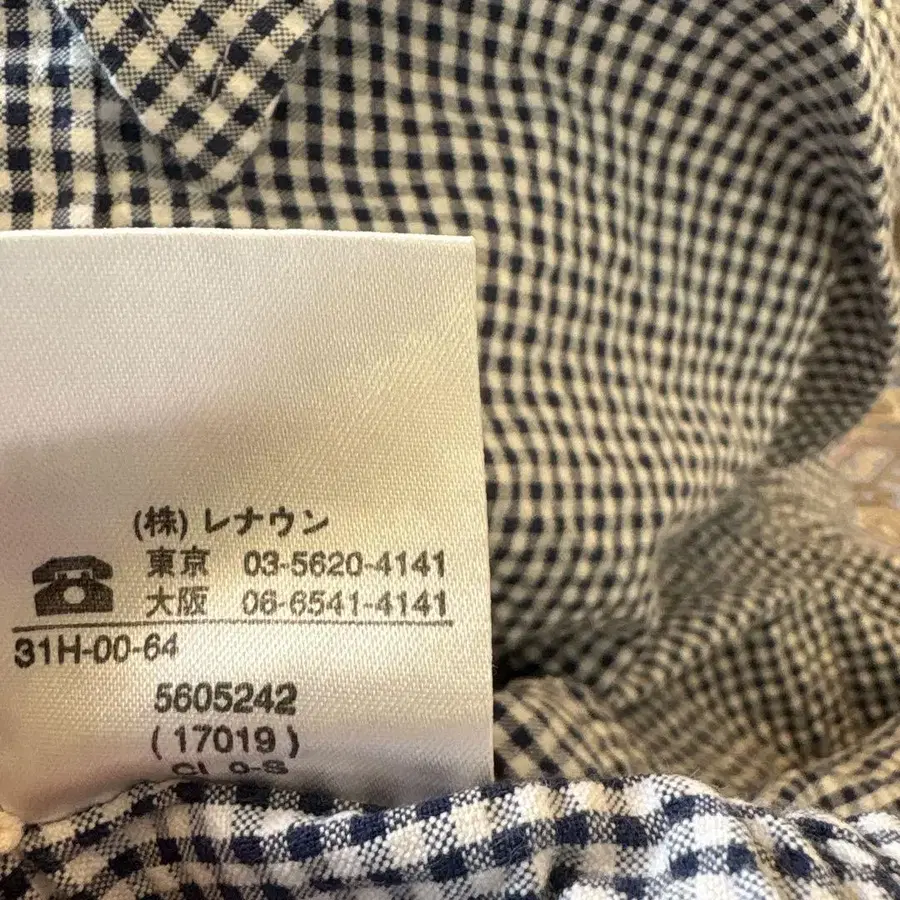 (株) レナウン
東京 03-5620-4141
大阪 06-6541-4141
31H-00-64
5605242
(17019)